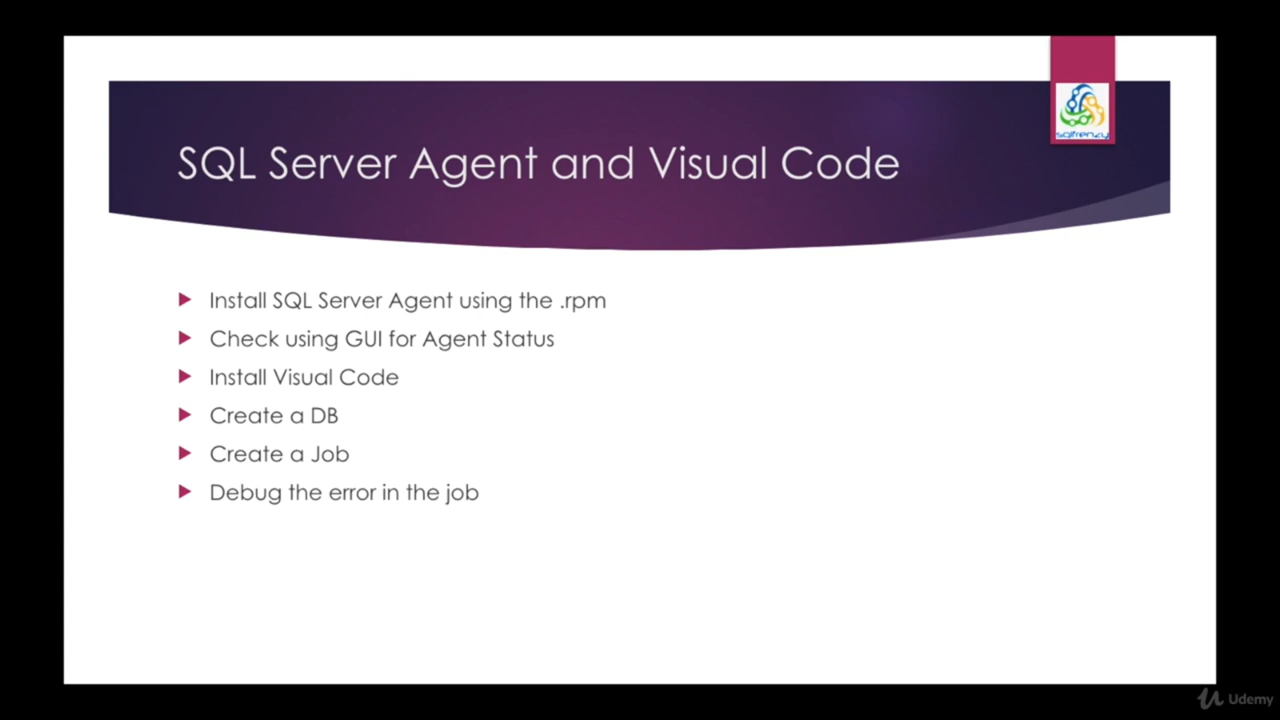 sqlfrenzy
SQL Server Agent and Visual Code
Install SQL Server Agent using the .rpm
Check using GUI for Agent Status
Install Visual Code
Create a DB
Create a Job
Debug the error in the job
Udemy